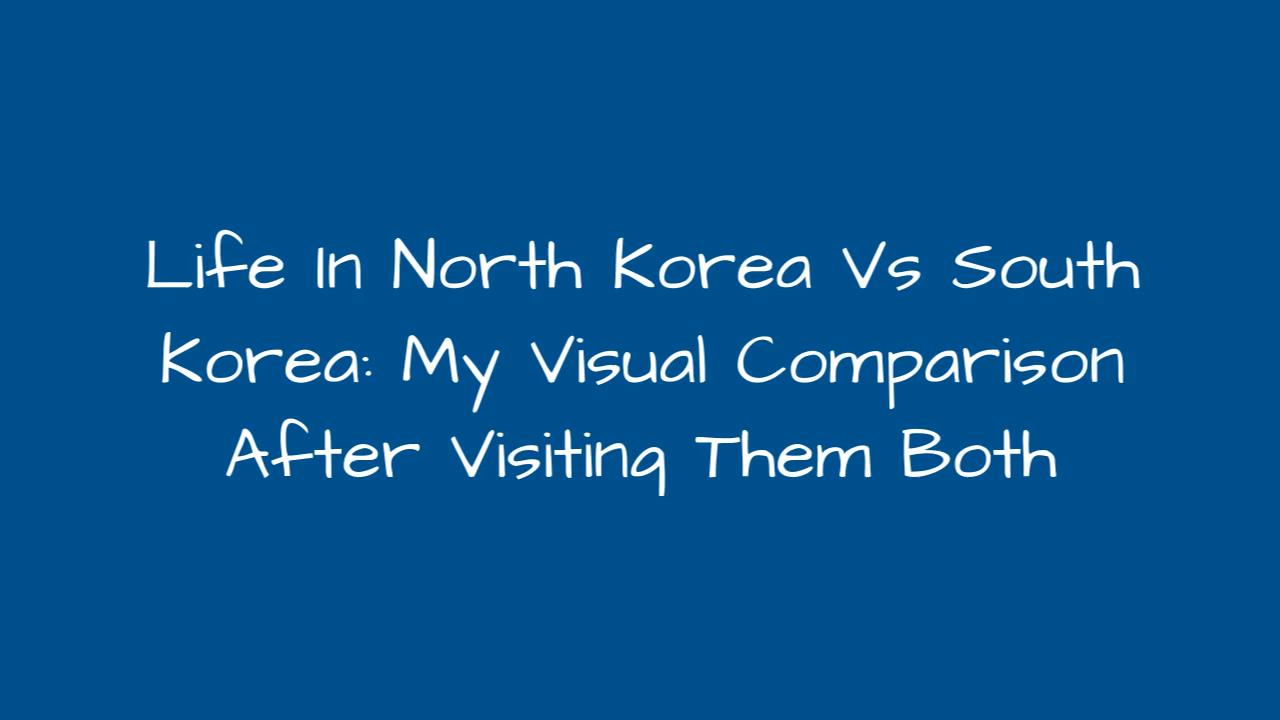 Life In North Korea Vs South
Korea: My Visual Comparison
After Visiting Them Both